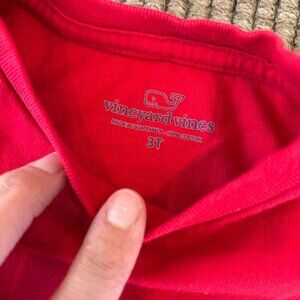 vineyard vines
MADE IN GUATEMALA 100% COTTON
3T